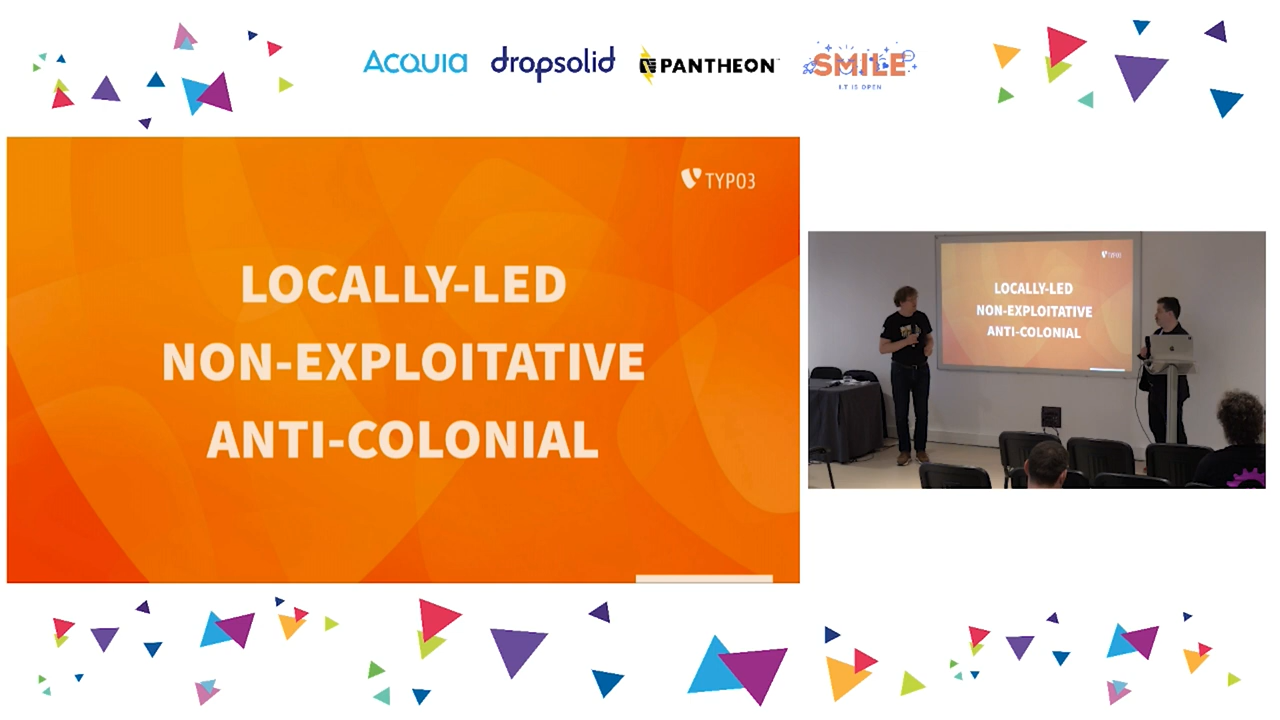 Acquia
dropsolid
PANTHEON
SMILE
I.T IS OPEN
TYPO3
LOCALLY-LED
NON-EXPLOITATIVE
ANTI-COLONIAL
TYPO3
LOCALLY-LED
NON-EXPLOITATIVE
ANTI-COLONIAL